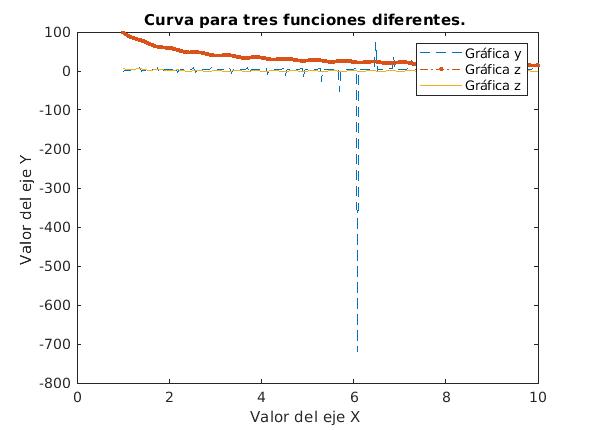 Curva para tres funciones diferentes.
100
0
-100
-200
-300
-400
-500
-600
-700
-800
Valor del eje Y
Gráfica y
Gráfica z
Gráfica z
0
2
4
6
8
10
Valor del eje X